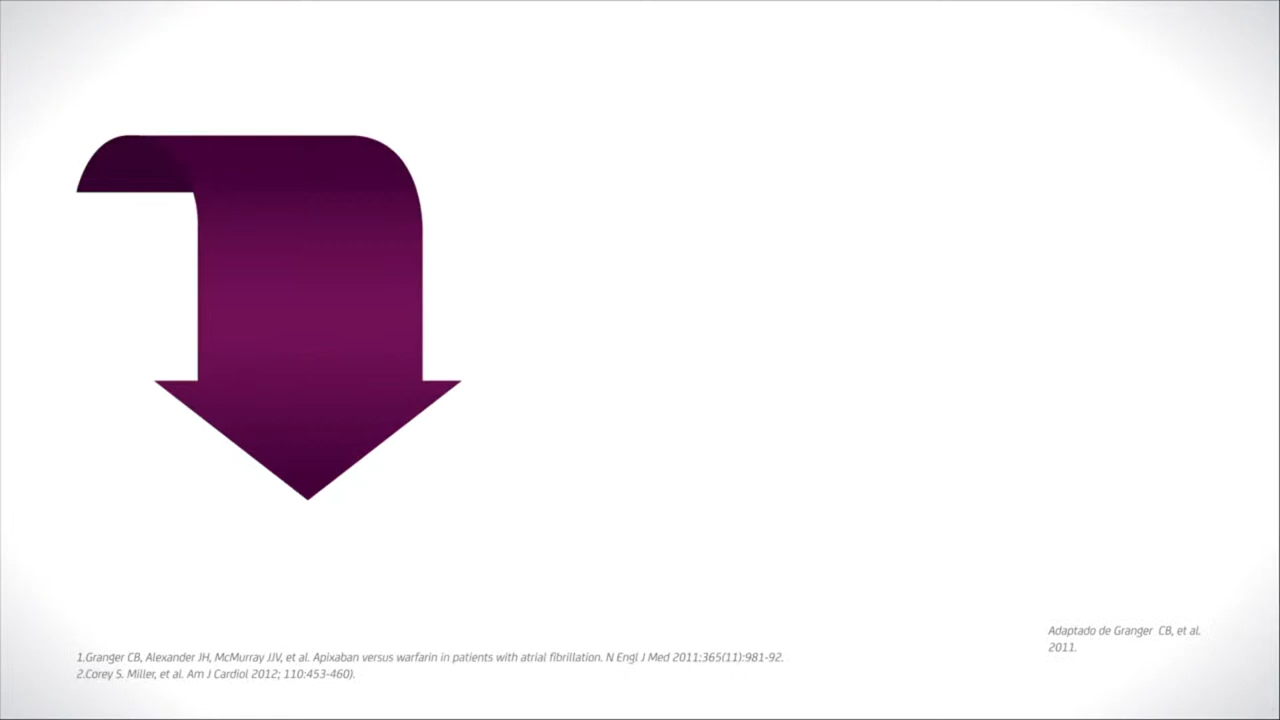 Adaptado de Granger CB, et al.
2011.
1.Granger CB, Alexander JH, McMurray JJV, et al. Apixaban versus warfarin in patients with atrial fibrillation. N Engl J Med 2011;365(11):981-92.
2.Corey S. Miller, et al. Am J Cardiol 2012; 110:453-460).